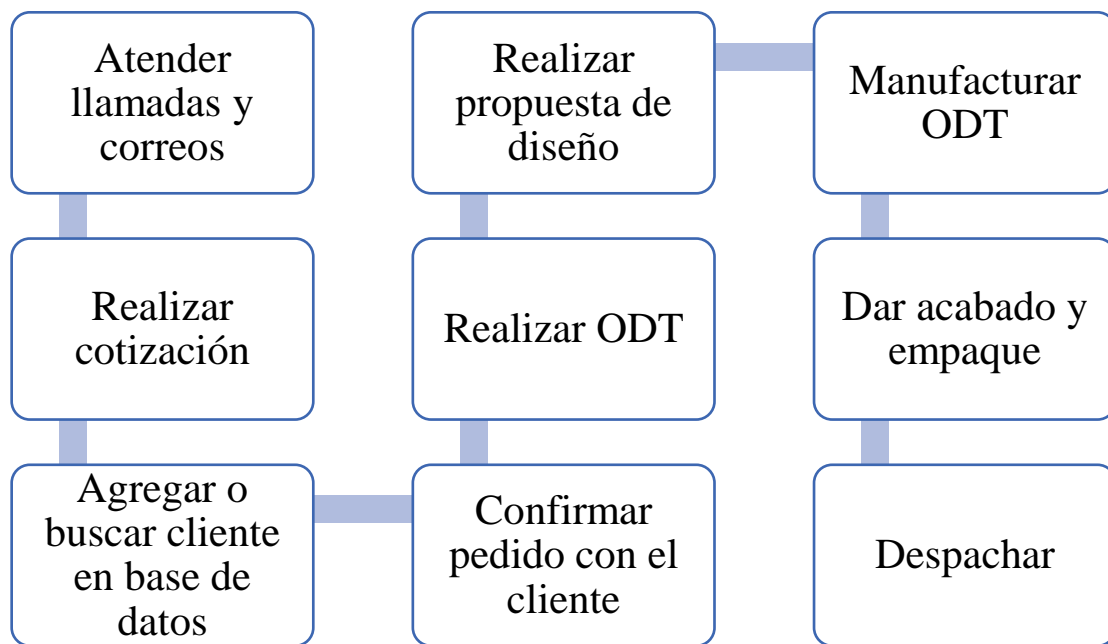 Atender
llamadas y
correos
Realizar
cotización
Agregar o
buscar cliente
en base de
datos
Confirmar
pedido con el
cliente
Realizar ODT
Realizar
propuesta de
diseño
Manufacturar
ODT
Dar acabado y
empaque
Despachar